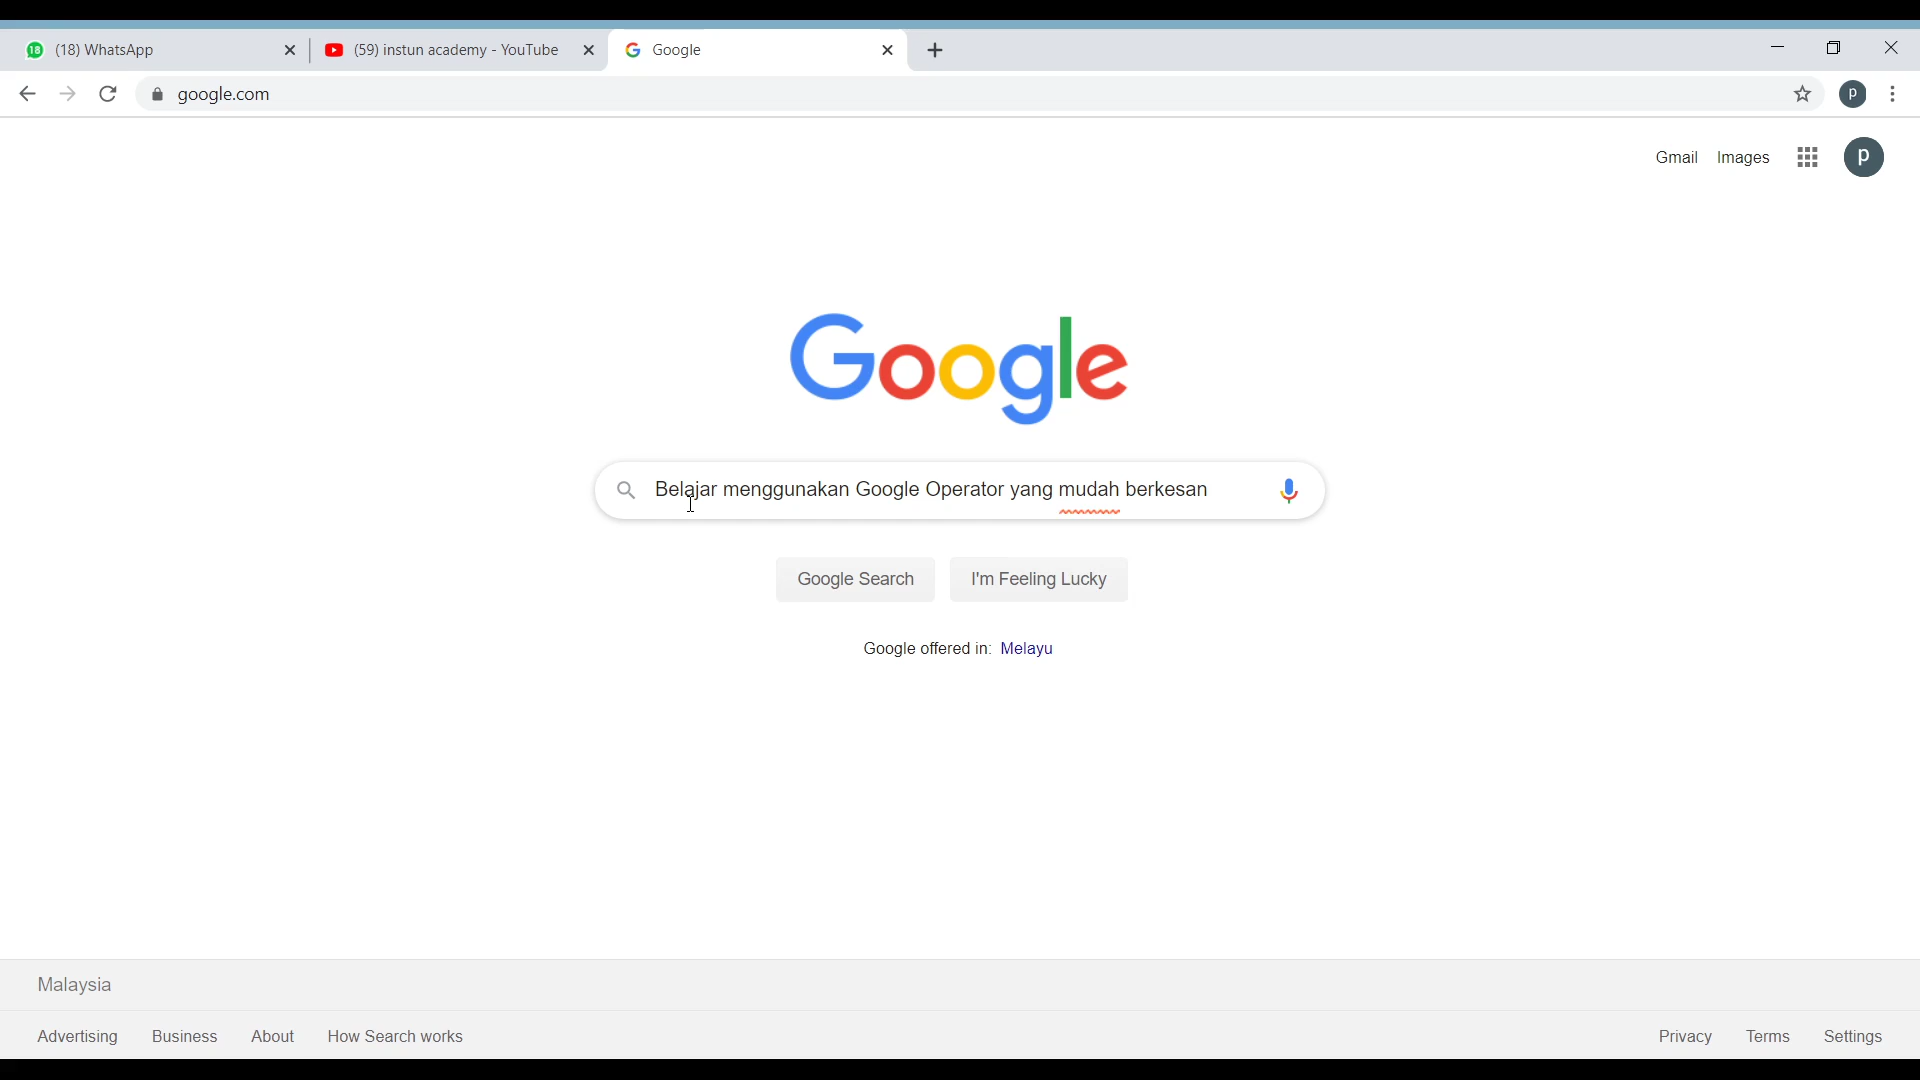 18 (18) WhatsApp
(59) instun academy - YouTube
Google
google.com
p
Gmail Images p
Google
Belajar menggunakan Google Operator yang mudah berkesan
Google Search I'm Feeling Lucky
Google offered in: Melayu
Malaysia
Advertising Business About How Search works Privacy Terms Settings